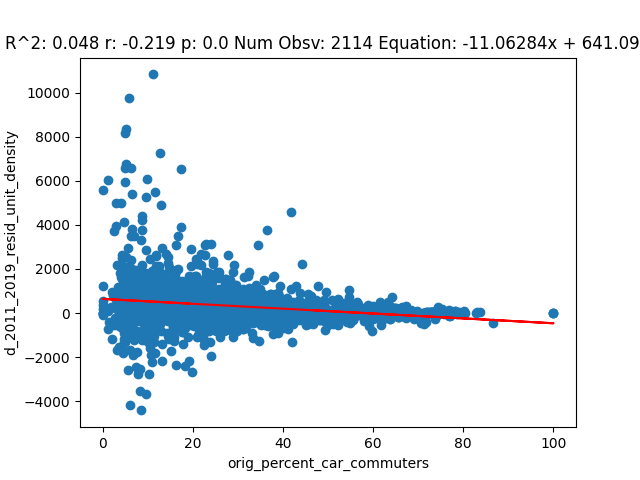 R^2: 0.048 r: -0.219 p: 0.0 Num Obsv: 2114 Equation: -11.06284x + 641.09
10000
8000
6000
4000
2000
0
−2000
−4000
d_2011_2019_resid_unit_density
0 20 40 60 80 100
orig_percent_car_commuters